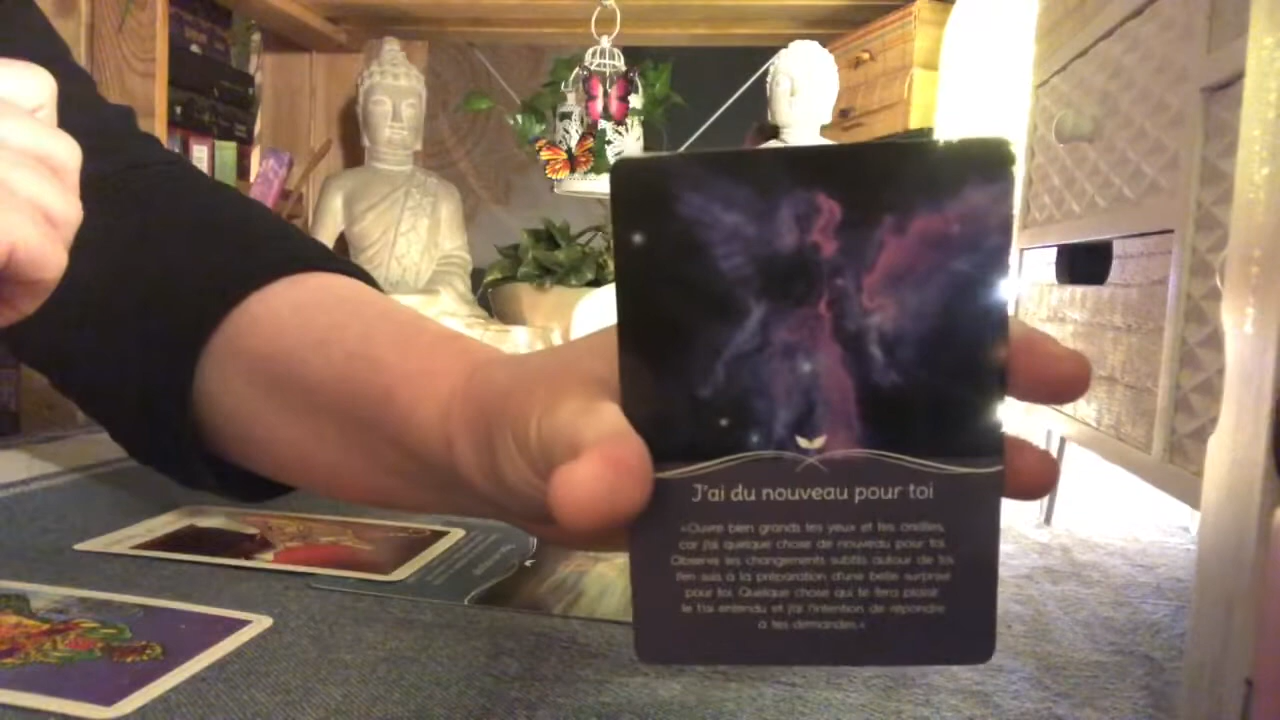 J'ai du nouveau pour toi
«Ouvre bien grands tes yeux et tes oreilles,
car j'ai quelque chose de nouveau pour toi.
Observe les changements subtils autour de toi.
J'en suis à la préparation d'une belle surprise
pour toi. Quelque chose qui te fera plaisir.
Je t'ai entendu et j'ai l'intention de répondre
à tes demandes.»